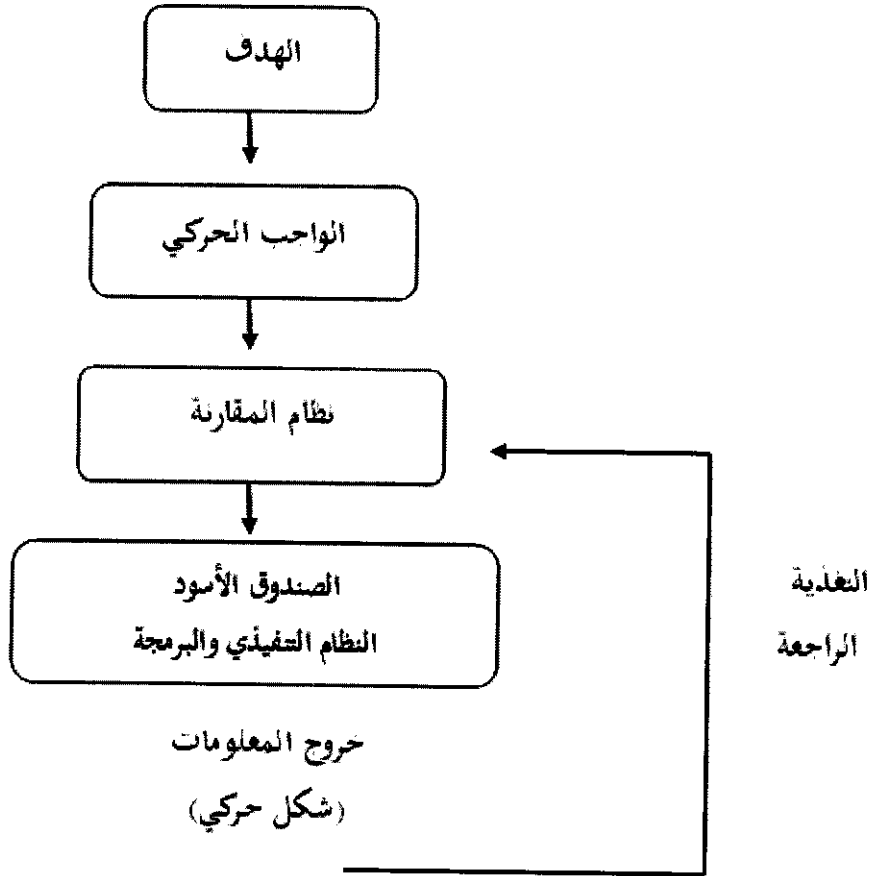 الهدف
الواجب الحركي
نظام المقارنة
الصندوق الأسود
النظام التنفيذي والبرمجة
التغذية
الراجعة
خروج المعلومات
(شكل حركي)